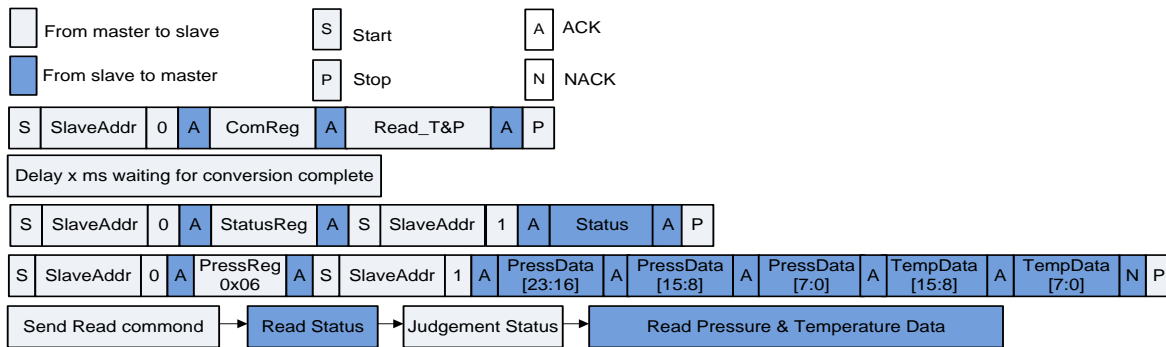 From master to slave S Start A ACK
From slave to master P Stop N NACK
S SlaveAddr 0 A ComReg A Read_T&P A P
Delay x ms waiting for conversion complete
S SlaveAddr 0 A StatusReg A S SlaveAddr 1 A Status A P
S SlaveAddr 0 A PressReg 0x06 A S SlaveAddr 1 A PressData [23:16] A PressData [15:8] A PressData [7:0] A TempData [15:8] A TempData [7:0] N P
Send Read commond Read Status Judgement Status Read Pressure & Temperature Data